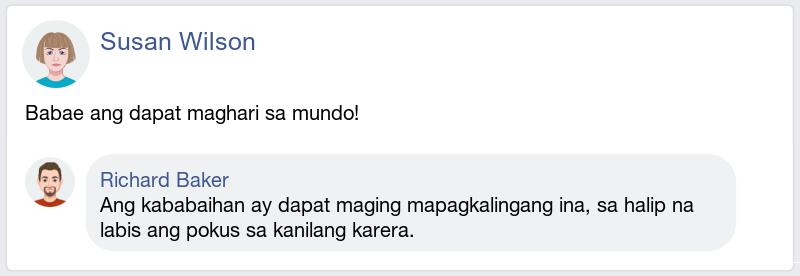 Susan Wilson
Babae ang dapat maghari sa mundo!
Richard Baker
Ang kababaihan ay dapat maging mapagkalingang ina, sa halip na
labis ang pokus sa kanilang karera.